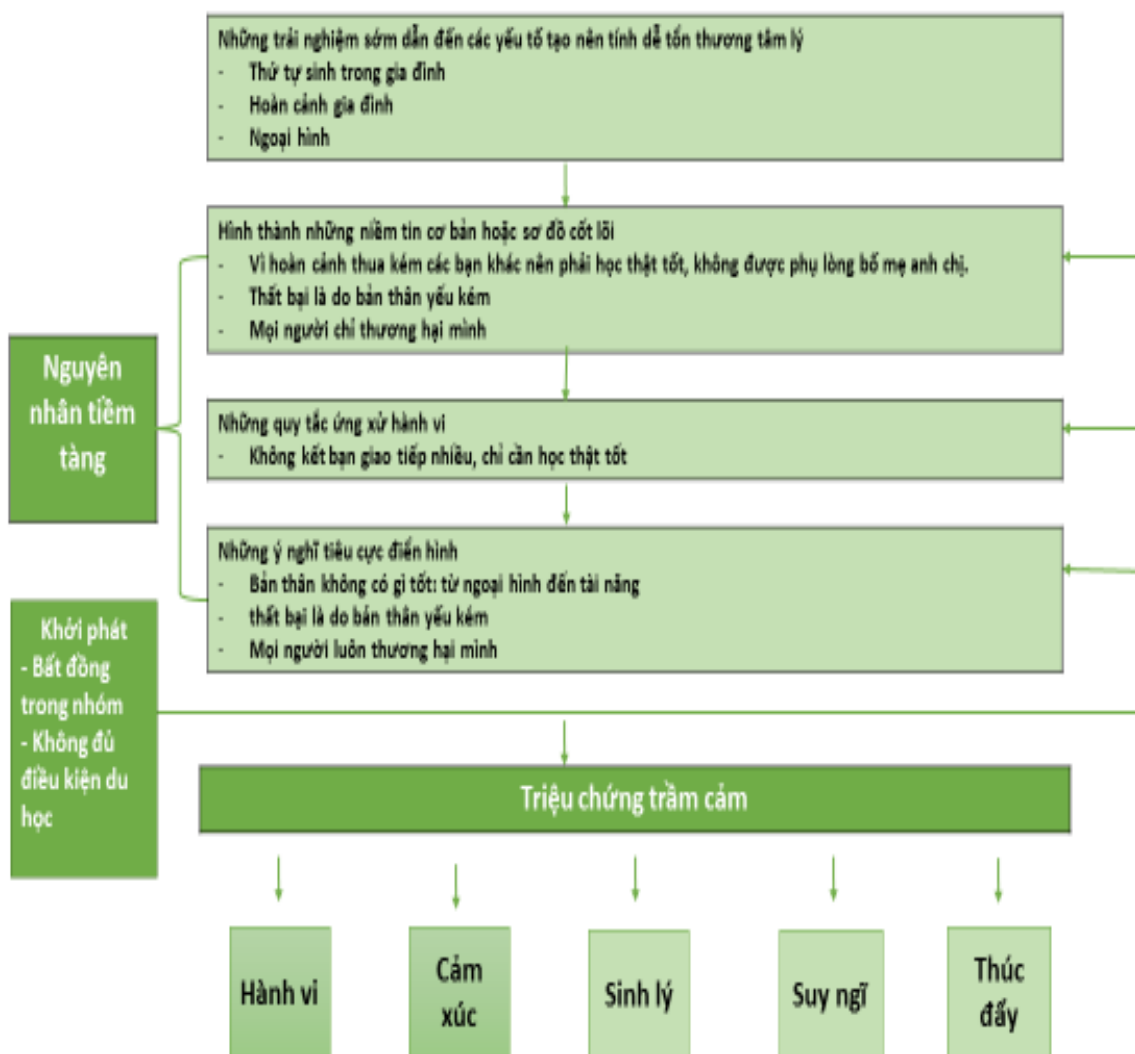 Những trải nghiệm sớm dẫn đến các yếu tố tạo nên tính dễ tổn thương tâm lý
- Thứ tự sinh trong gia đình
- Hoàn cảnh gia đình
- Ngoại hình
Hình thành những niềm tin cơ bản hoặc sơ đồ cốt lõi
- Vì hoàn cảnh thua kém các bạn khác nên phải học thật tốt, không được phụ lòng bố mẹ anh chị.
- Thất bại là do bản thân yếu kém
- Mọi người chỉ thương hại mình
Nguyên
nhân tiềm
tàng
Những quy tắc ứng xử hành vi
- Không kết bạn giao tiếp nhiều, chỉ cần học thật tốt
Những ý nghĩ tiêu cực điển hình
- Bản thân không có gì tốt: từ ngoại hình đến tài năng
- thất bại là do bản thân yếu kém
- Mọi người luôn thương hại mình
Khởi phát
- Bất đồng
trong nhóm
- Không đủ
điều kiện du
học
Triệu chứng trầm cảm
Hành vi
Cảm
xúc
Sinh lý
Suy ngĩ
Thúc
đẩy